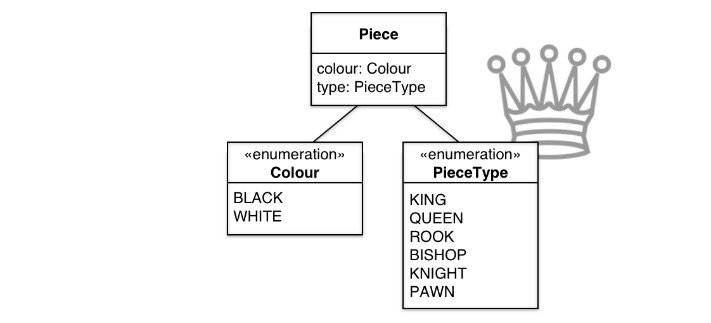 Piece
colour: Colour
type: PieceType
«enumeration»
Colour
BLACK
WHITE
«enumeration»
PieceType
KING
QUEEN
ROOK
BISHOP
KNIGHT
PAWN